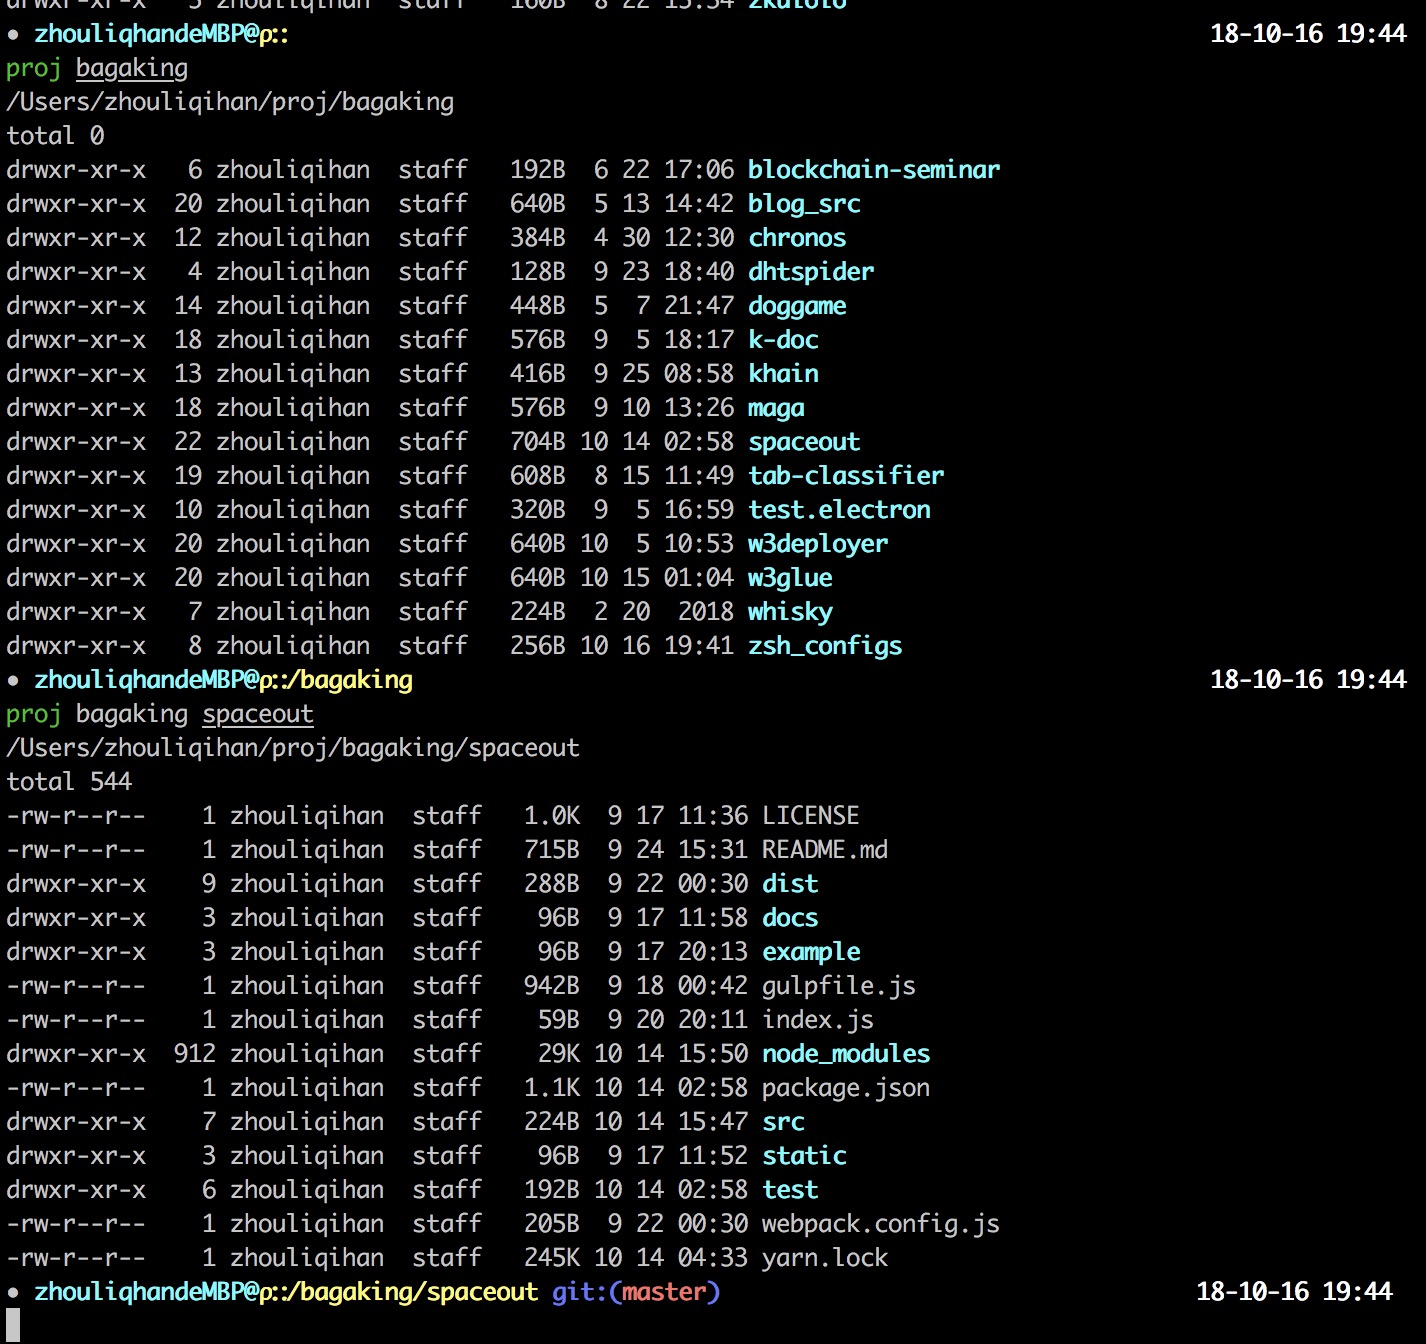 drwxr-xr-x   5 zhouliqihan  staff   160B  8 22 15:34 zkulolo
● zhouliqhandeMBP@ρ:: 18-10-16 19:44
proj bagaking
/Users/zhouliqihan/proj/bagaking
total 0
drwxr-xr-x   6 zhouliqihan  staff   192B  6 22 17:06 blockchain-seminar
drwxr-xr-x  20 zhouliqihan  staff   640B  5 13 14:42 blog_src
drwxr-xr-x  12 zhouliqihan  staff   384B  4 30 12:30 chronos
drwxr-xr-x   4 zhouliqihan  staff   128B  9 23 18:40 dhtspider
drwxr-xr-x  14 zhouliqihan  staff   448B  5  7 21:47 doggame
drwxr-xr-x  18 zhouliqihan  staff   576B  9  5 18:17 k-doc
drwxr-xr-x  13 zhouliqihan  staff   416B  9 25 08:58 khain
drwxr-xr-x  18 zhouliqihan  staff   576B  9 10 13:26 maga
drwxr-xr-x  22 zhouliqihan  staff   704B 10 14 02:58 spaceout
drwxr-xr-x  19 zhouliqihan  staff   608B  8 15 11:49 tab-classifier
drwxr-xr-x  10 zhouliqihan  staff   320B  9  5 16:59 test.electron
drwxr-xr-x  20 zhouliqihan  staff   640B 10  5 10:53 w3deployer
drwxr-xr-x  20 zhouliqihan  staff   640B 10 15 01:04 w3glue
drwxr-xr-x   7 zhouliqihan  staff   224B  2 20  2018 whisky
drwxr-xr-x   8 zhouliqihan  staff   256B 10 16 19:41 zsh_configs
● zhouliqhandeMBP@ρ::/bagaking 18-10-16 19:44
proj bagaking spaceout
/Users/zhouliqihan/proj/bagaking/spaceout
total 544
-rw-r--r--    1 zhouliqihan  staff   1.0K  9 17 11:36 LICENSE
-rw-r--r--    1 zhouliqihan  staff   715B  9 24 15:31 README.md
drwxr-xr-x    9 zhouliqihan  staff   288B  9 22 00:30 dist
drwxr-xr-x    3 zhouliqihan  staff    96B  9 17 11:58 docs
drwxr-xr-x    3 zhouliqihan  staff    96B  9 17 20:13 example
-rw-r--r--    1 zhouliqihan  staff   942B  9 18 00:42 gulpfile.js
-rw-r--r--    1 zhouliqihan  staff    59B  9 20 20:11 index.js
drwxr-xr-x  912 zhouliqihan  staff    29K 10 14 15:50 node_modules
-rw-r--r--    1 zhouliqihan  staff   1.1K 10 14 02:58 package.json
drwxr-xr-x    7 zhouliqihan  staff   224B 10 14 15:47 src
drwxr-xr-x    3 zhouliqihan  staff    96B  9 17 11:52 static
drwxr-xr-x    6 zhouliqihan  staff   192B 10 14 02:58 test
-rw-r--r--    1 zhouliqihan  staff   205B  9 22 00:30 webpack.config.js
-rw-r--r--    1 zhouliqihan  staff   245K 10 14 04:33 yarn.lock
● zhouliqhandeMBP@ρ::/bagaking/spaceout git:(master) 18-10-16 19:44